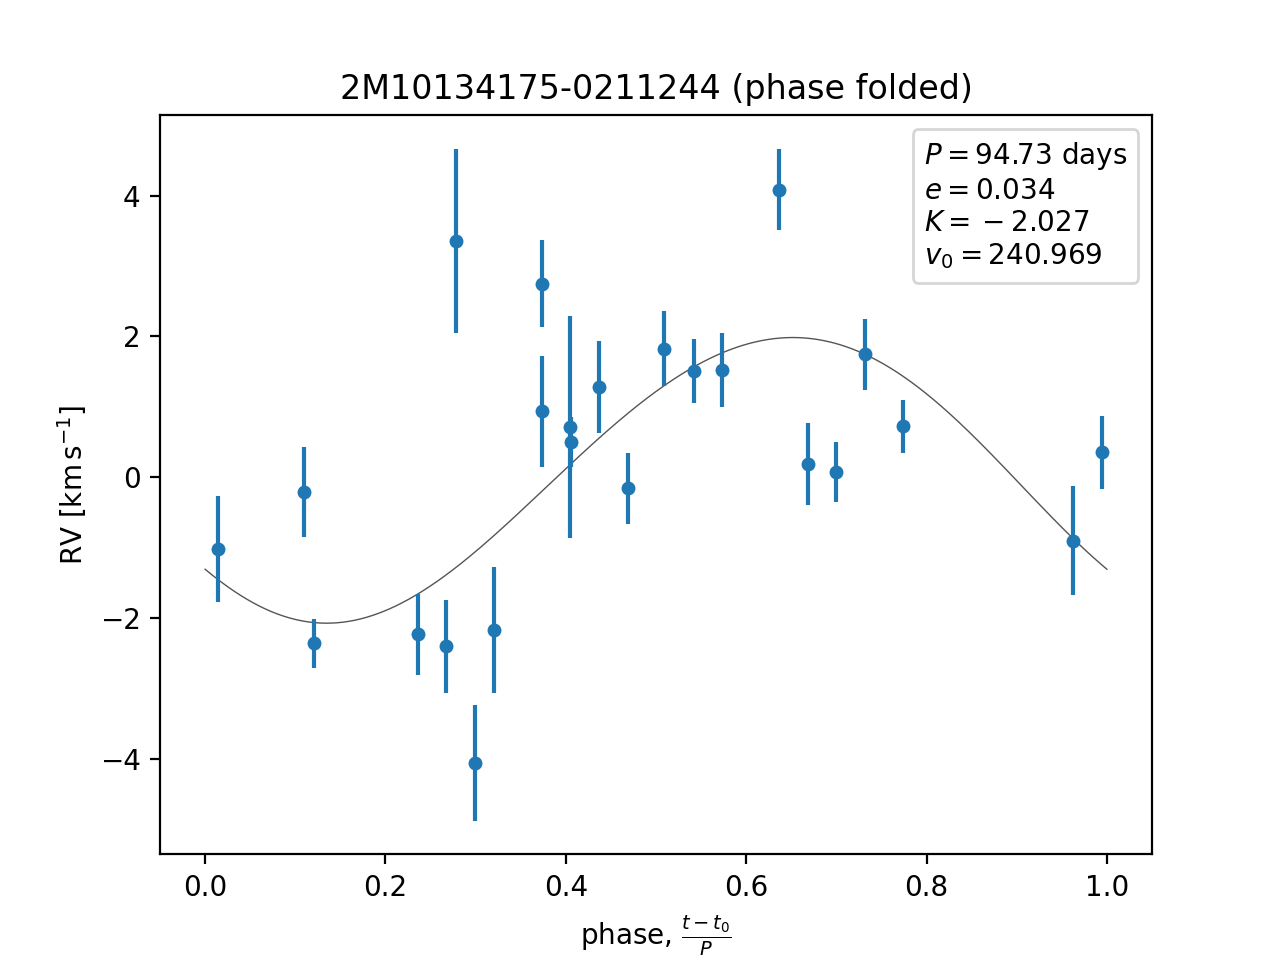 2M10134175-0211244 (phase folded)
P = 94.73 days
e = 0.034
K = −2.027
v₀ = 240.969
RV [km s⁻¹]
4
2
0
−2
−4
0.0 0.2 0.4 0.6 0.8 1.0
phase, (t − t₀)/P